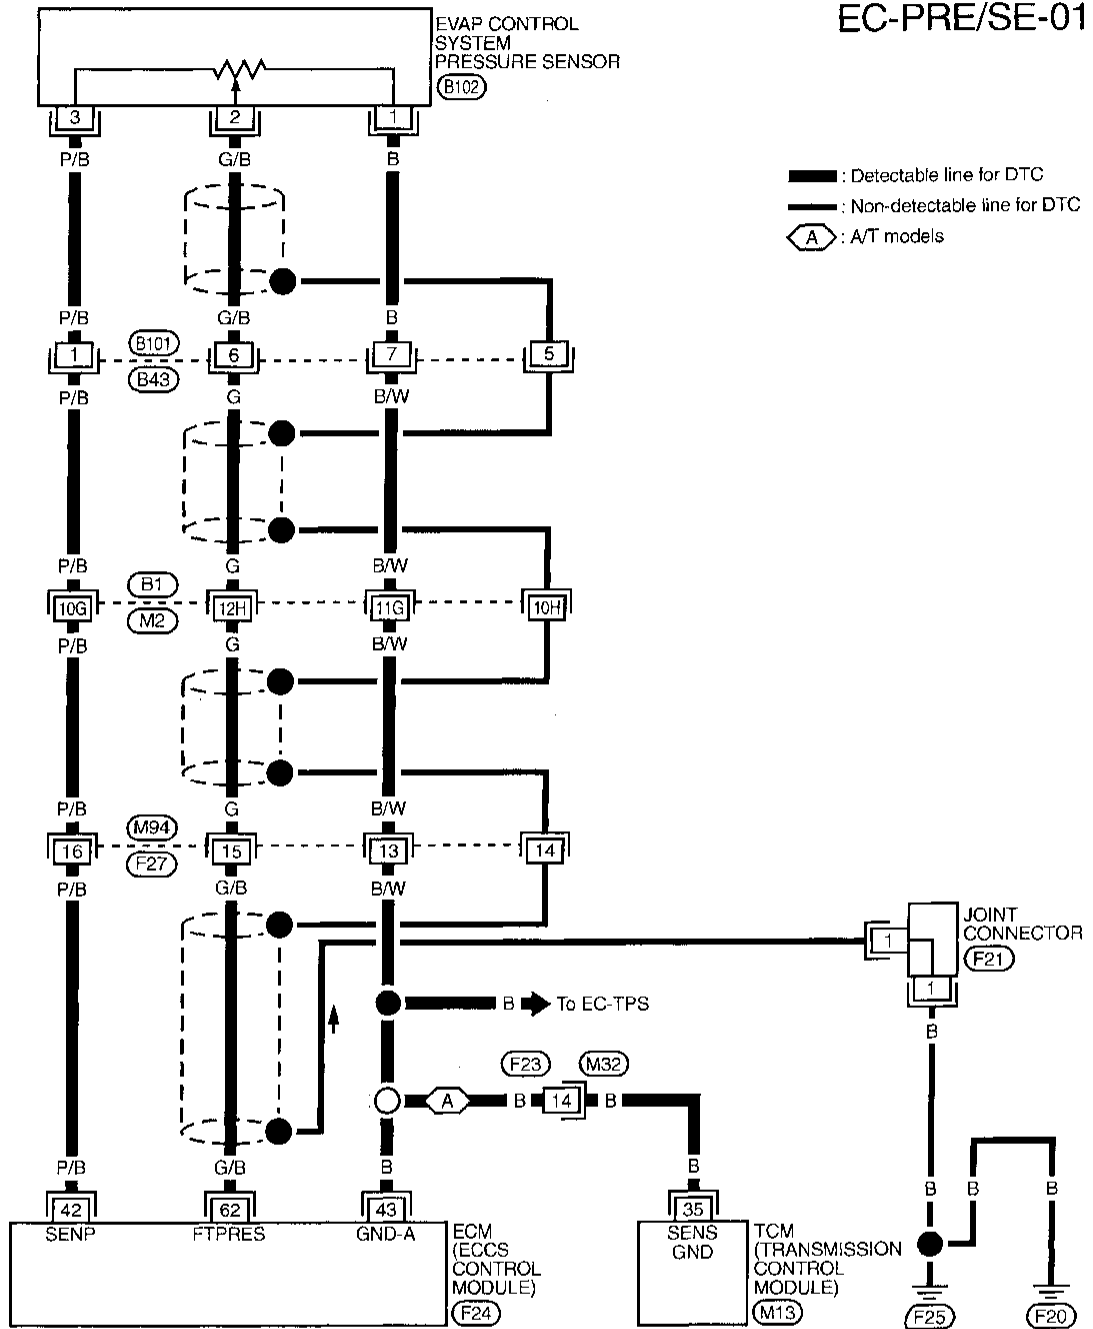 EC-PRE/SE-01
EVAP CONTROL
SYSTEM
PRESSURE SENSOR
B102
3 2 1
P/B G/B B
: Detectable line for DTC
: Non-detectable line for DTC
A : A/T models
P/B G/B B
B101
1 6 7 5
B43
P/B G B/W
P/B G B/W
B1
10G 12H 11G 10H
M2
P/B G B/W
P/B G B/W
M94
16 15 13 14
F27
P/B G/B B/W
JOINT
CONNECTOR
F21
1
1
B To EC-TPS
B
F23 M32
A B 14 B
P/B G/B B B
B B B
42 62 43 35
SENP FTPRES GND-A
ECM
(ECCS
CONTROL
MODULE)
F24
SENS
GND
TCM
(TRANSMISSION
CONTROL
MODULE)
M13
F25 F20